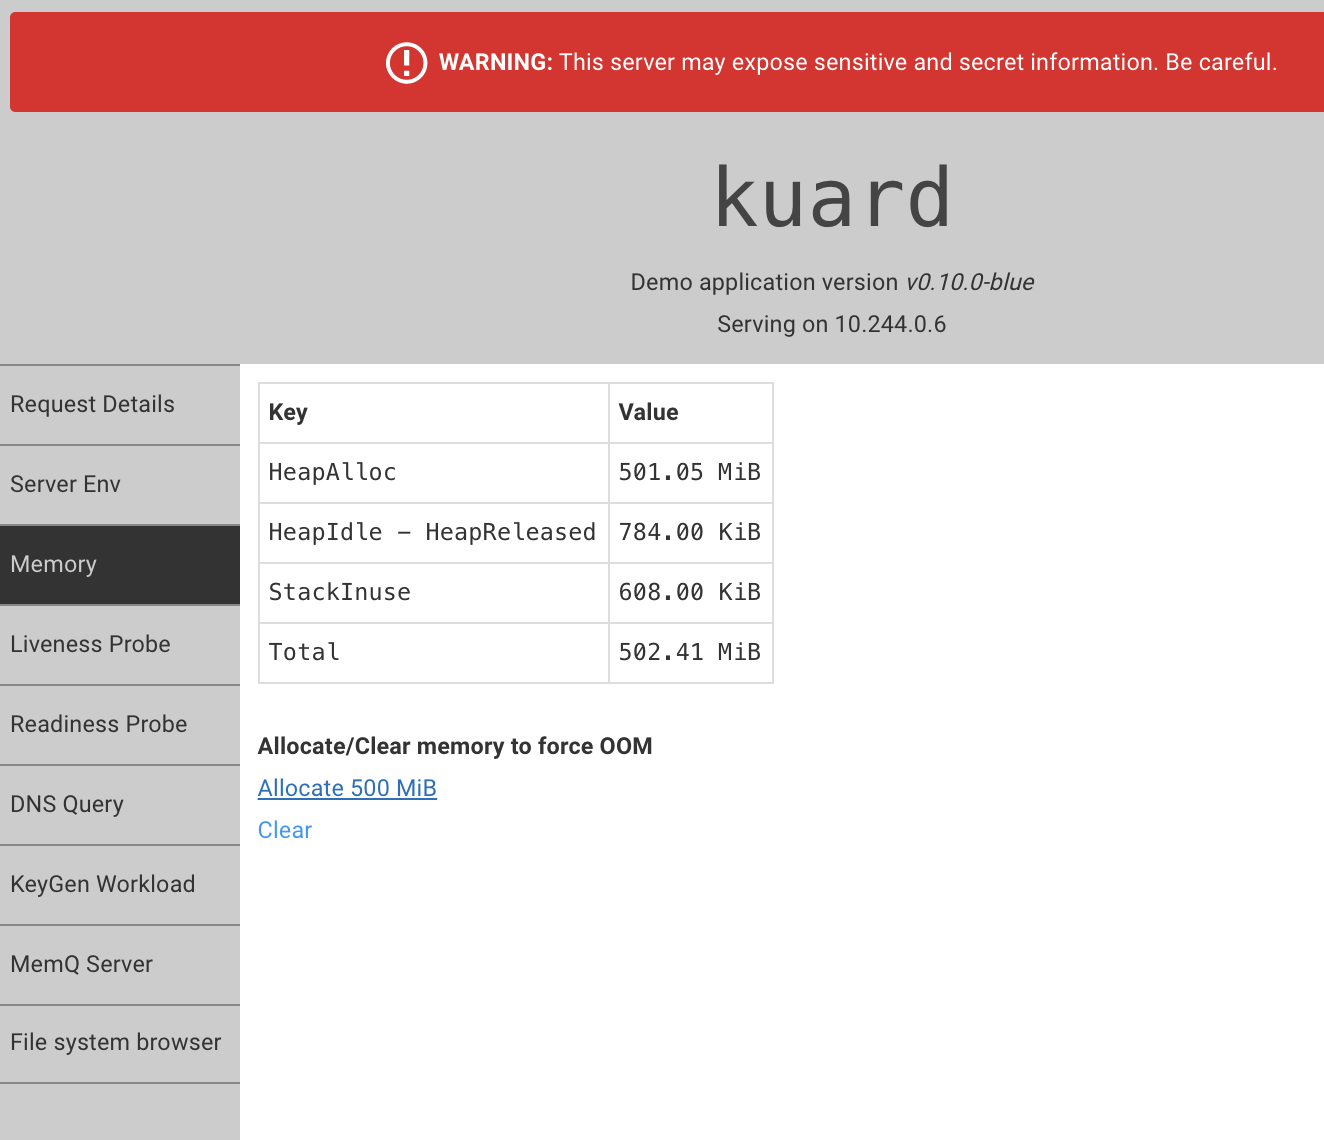 WARNING: This server may expose sensitive and secret information. Be careful.
kuard
Demo application version v0.10.0-blue
Serving on 10.244.0.6
Request Details
Server Env
Memory
Liveness Probe
Readiness Probe
DNS Query
KeyGen Workload
MemQ Server
File system browser
Key Value
HeapAlloc 501.05 MiB
HeapIdle - HeapReleased 784.00 KiB
StackInuse 608.00 KiB
Total 502.41 MiB
Allocate/Clear memory to force OOM
Allocate 500 MiB
Clear